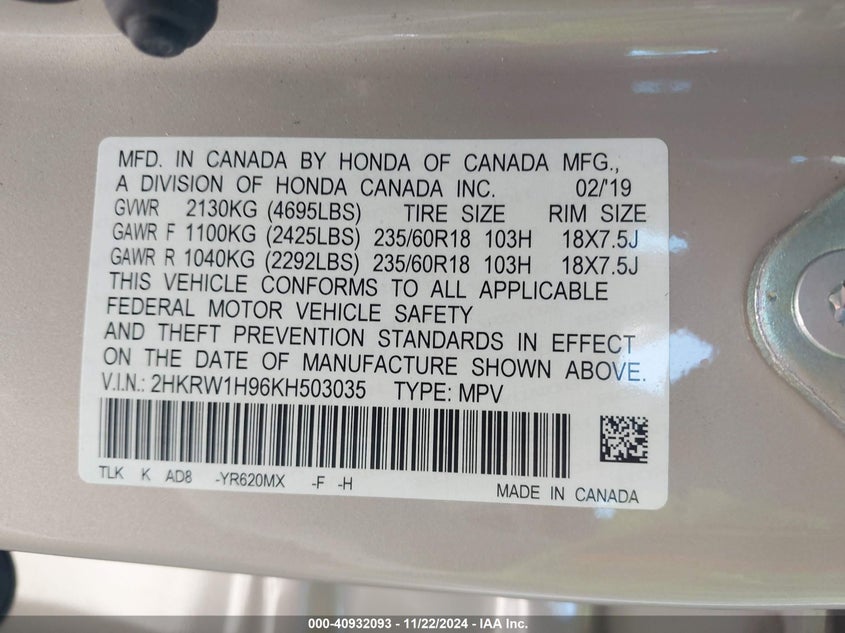 MFD. IN CANADA BY HONDA OF CANADA MFG.,
A DIVISION OF HONDA CANADA INC. 02/'19
GVWR 2130KG (4695LBS) TIRE SIZE RIM SIZE
GAWR F 1100KG (2425LBS) 235/60R18 103H 18X7.5J
GAWR R 1040KG (2292LBS) 235/60R18 103H 18X7.5J
THIS VEHICLE CONFORMS TO ALL APPLICABLE
FEDERAL MOTOR VEHICLE SAFETY
AND THEFT PREVENTION STANDARDS IN EFFECT
ON THE DATE OF MANUFACTURE SHOWN ABOVE.
V.I.N.: 2HKRW1H96KH503035 TYPE: MPV
TLK K AD8 -YR620MX -F -H
MADE IN CANADA
000-40932093 - 11/22/2024 - IAA Inc.